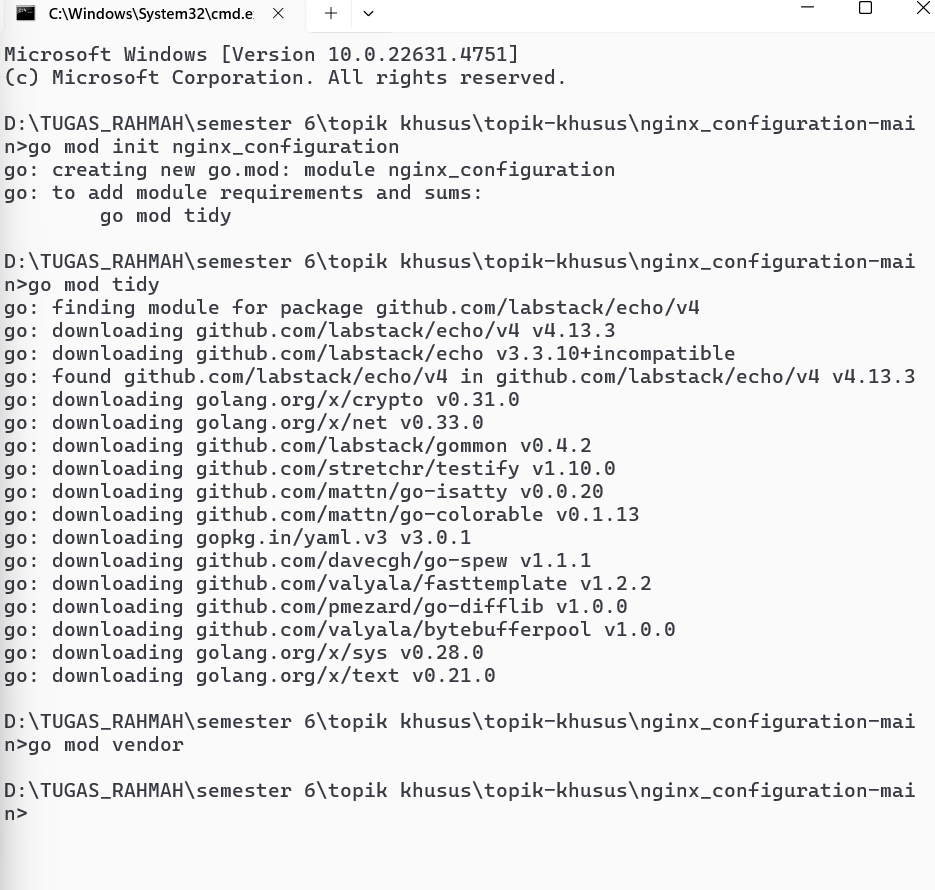 C:\Windows\System32\cmd.e
Microsoft Windows [Version 10.0.22631.4751]
(c) Microsoft Corporation. All rights reserved.
D:\TUGAS_RAHMAH\semester 6\topik khusus\topik-khusus\nginx_configuration-mai
n>go mod init nginx_configuration
go: creating new go.mod: module nginx_configuration
go: to add module requirements and sums:
        go mod tidy
D:\TUGAS_RAHMAH\semester 6\topik khusus\topik-khusus\nginx_configuration-mai
n>go mod tidy
go: finding module for package github.com/labstack/echo/v4
go: downloading github.com/labstack/echo/v4 v4.13.3
go: downloading github.com/labstack/echo v3.3.10+incompatible
go: found github.com/labstack/echo/v4 in github.com/labstack/echo/v4 v4.13.3
go: downloading golang.org/x/crypto v0.31.0
go: downloading golang.org/x/net v0.33.0
go: downloading github.com/labstack/gommon v0.4.2
go: downloading github.com/stretchr/testify v1.10.0
go: downloading github.com/mattn/go-isatty v0.0.20
go: downloading github.com/mattn/go-colorable v0.1.13
go: downloading gopkg.in/yaml.v3 v3.0.1
go: downloading github.com/davecgh/go-spew v1.1.1
go: downloading github.com/valyala/fasttemplate v1.2.2
go: downloading github.com/pmezard/go-difflib v1.0.0
go: downloading github.com/valyala/bytebufferpool v1.0.0
go: downloading golang.org/x/sys v0.28.0
go: downloading golang.org/x/text v0.21.0
D:\TUGAS_RAHMAH\semester 6\topik khusus\topik-khusus\nginx_configuration-mai
n>go mod vendor
D:\TUGAS_RAHMAH\semester 6\topik khusus\topik-khusus\nginx_configuration-mai
n>